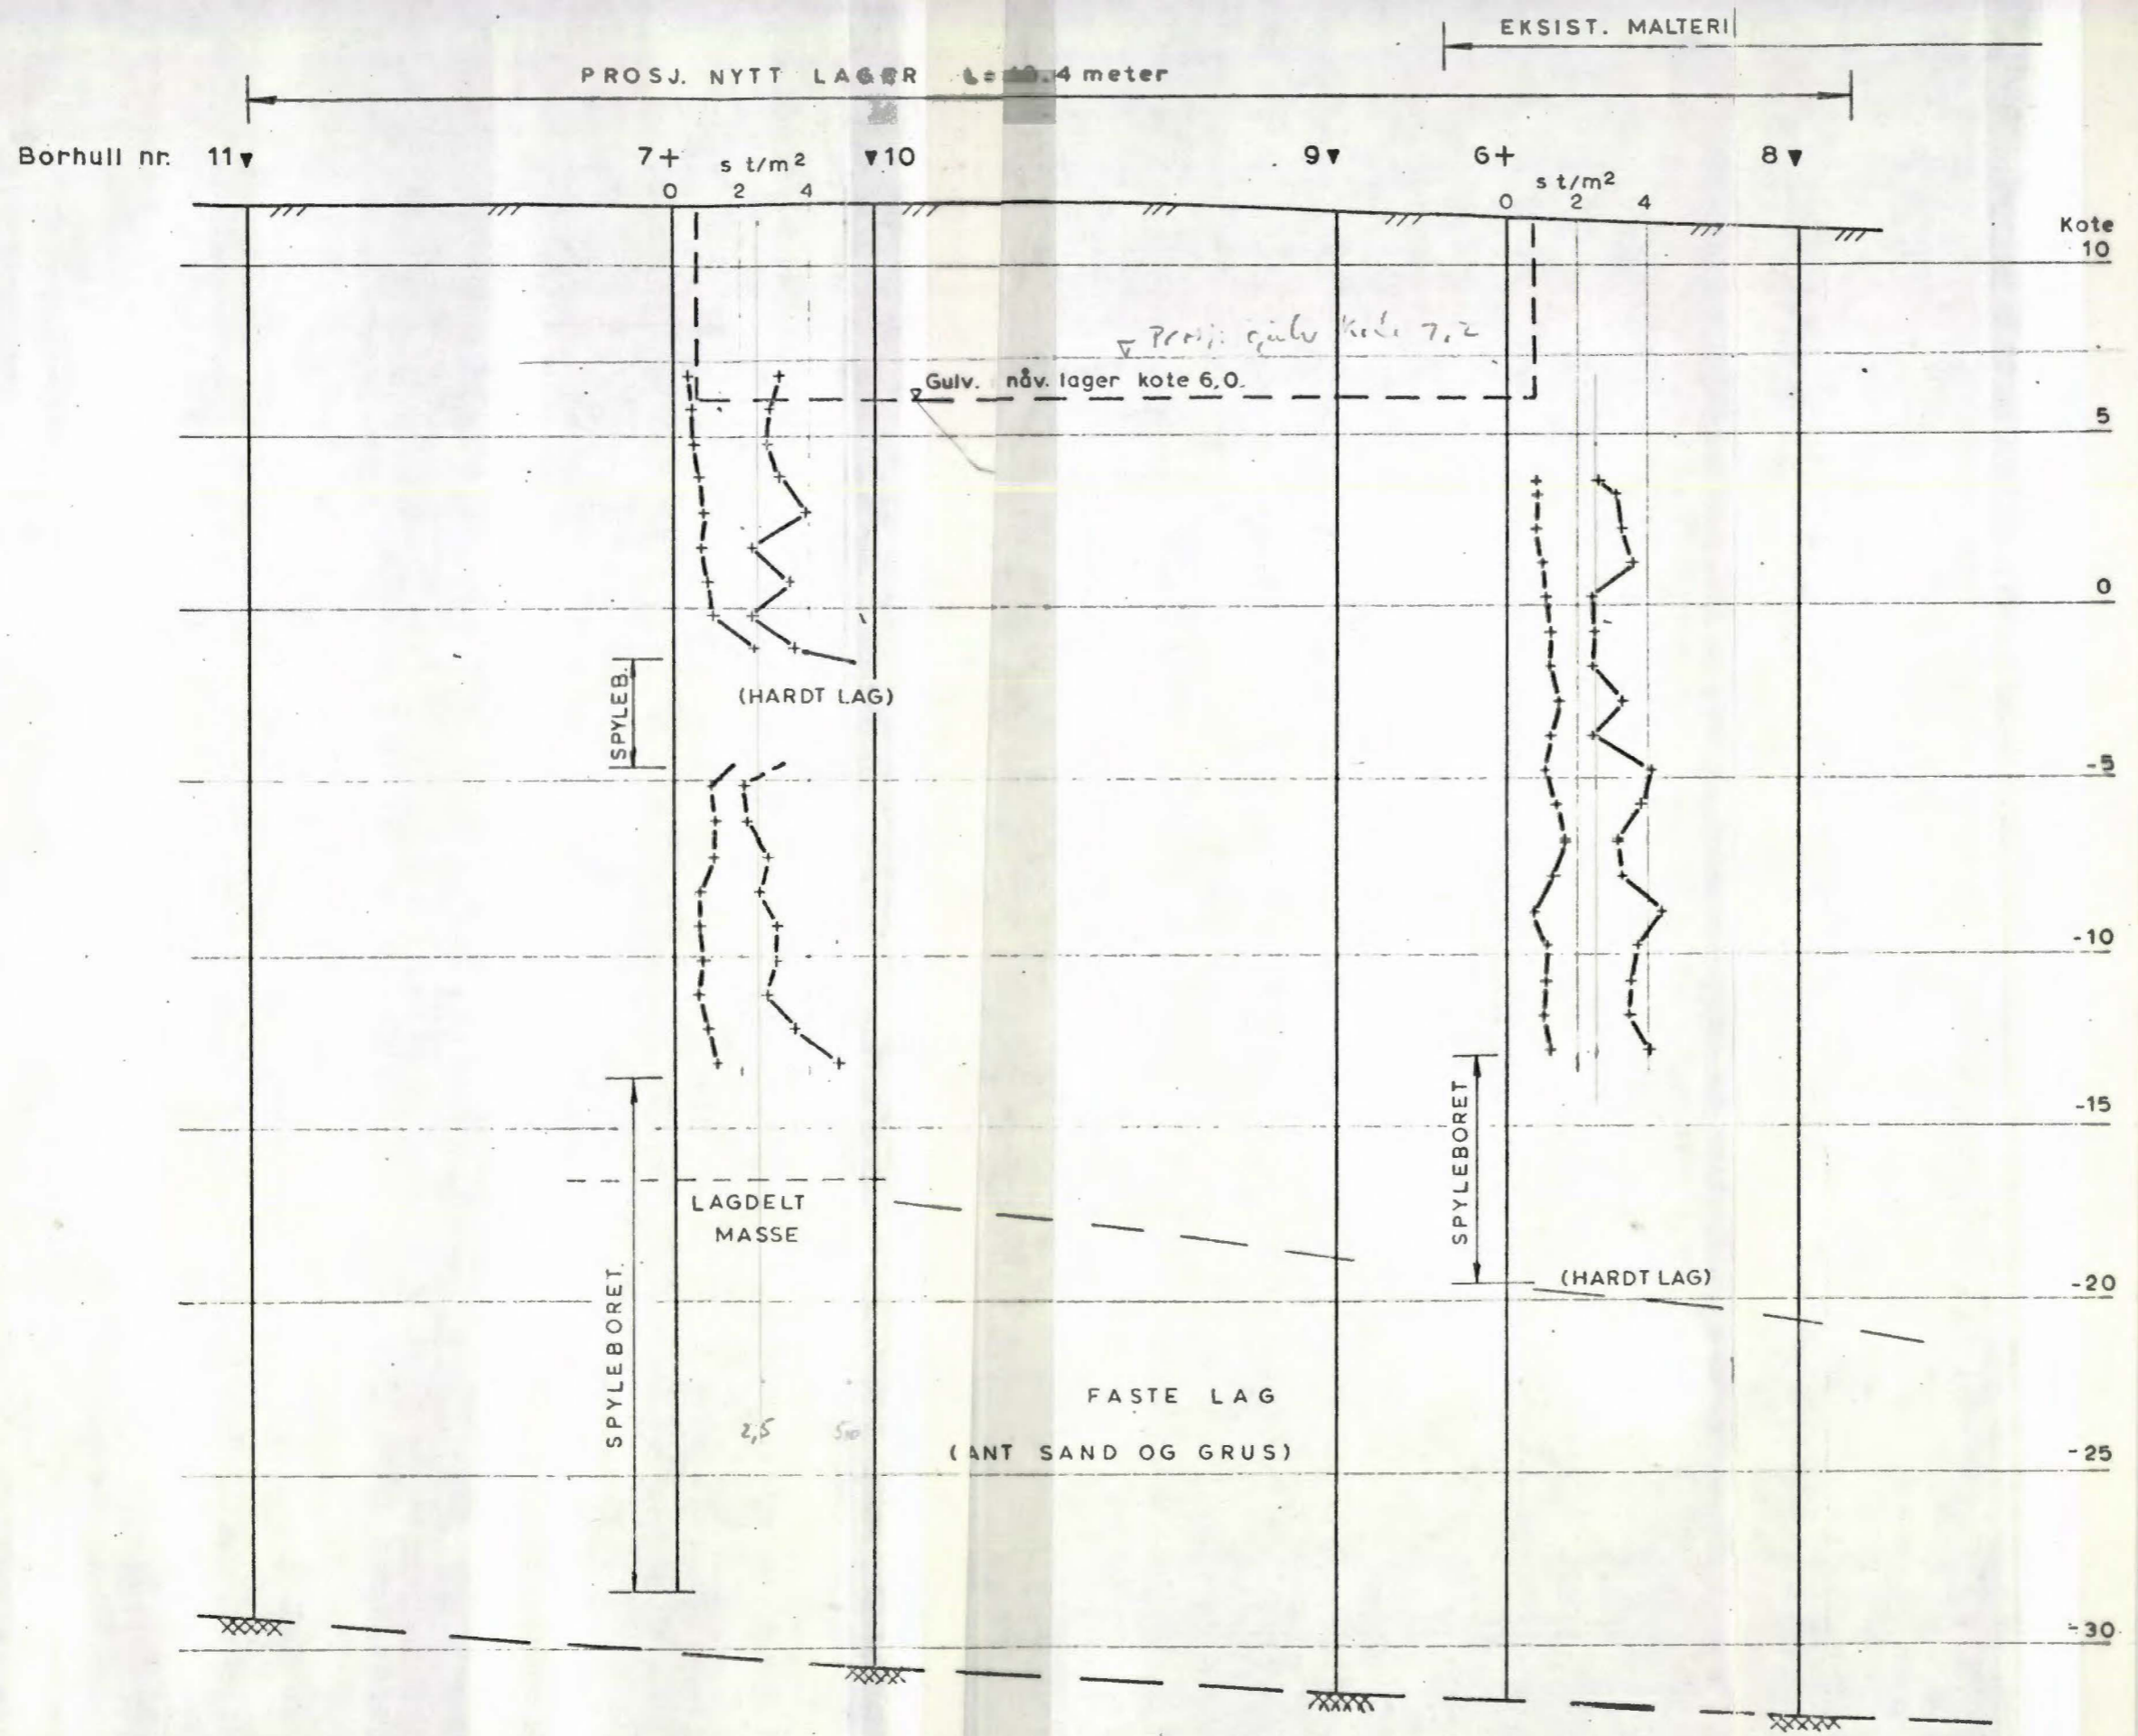 EKSIST. MALTERI
PROSJ. NYTT LAGER 4 meter
Borhull nr. 11 7+ s t/m² 10 9 6+ s t/m² 8
0 2 4
0 2 4
Kote
10
Prosj. gulv kote 7,2
Gulv. nåv. lager kote 6,0.
5
0
SPYLEB.
(HARDT LAG)
-5
-10
-15
SPYLEBORET
LAGDELT
MASSE
(HARDT LAG)
-20
SPYLEBORET.
FASTE LAG
2,5
(ANT SAND OG GRUS)
-25
-30